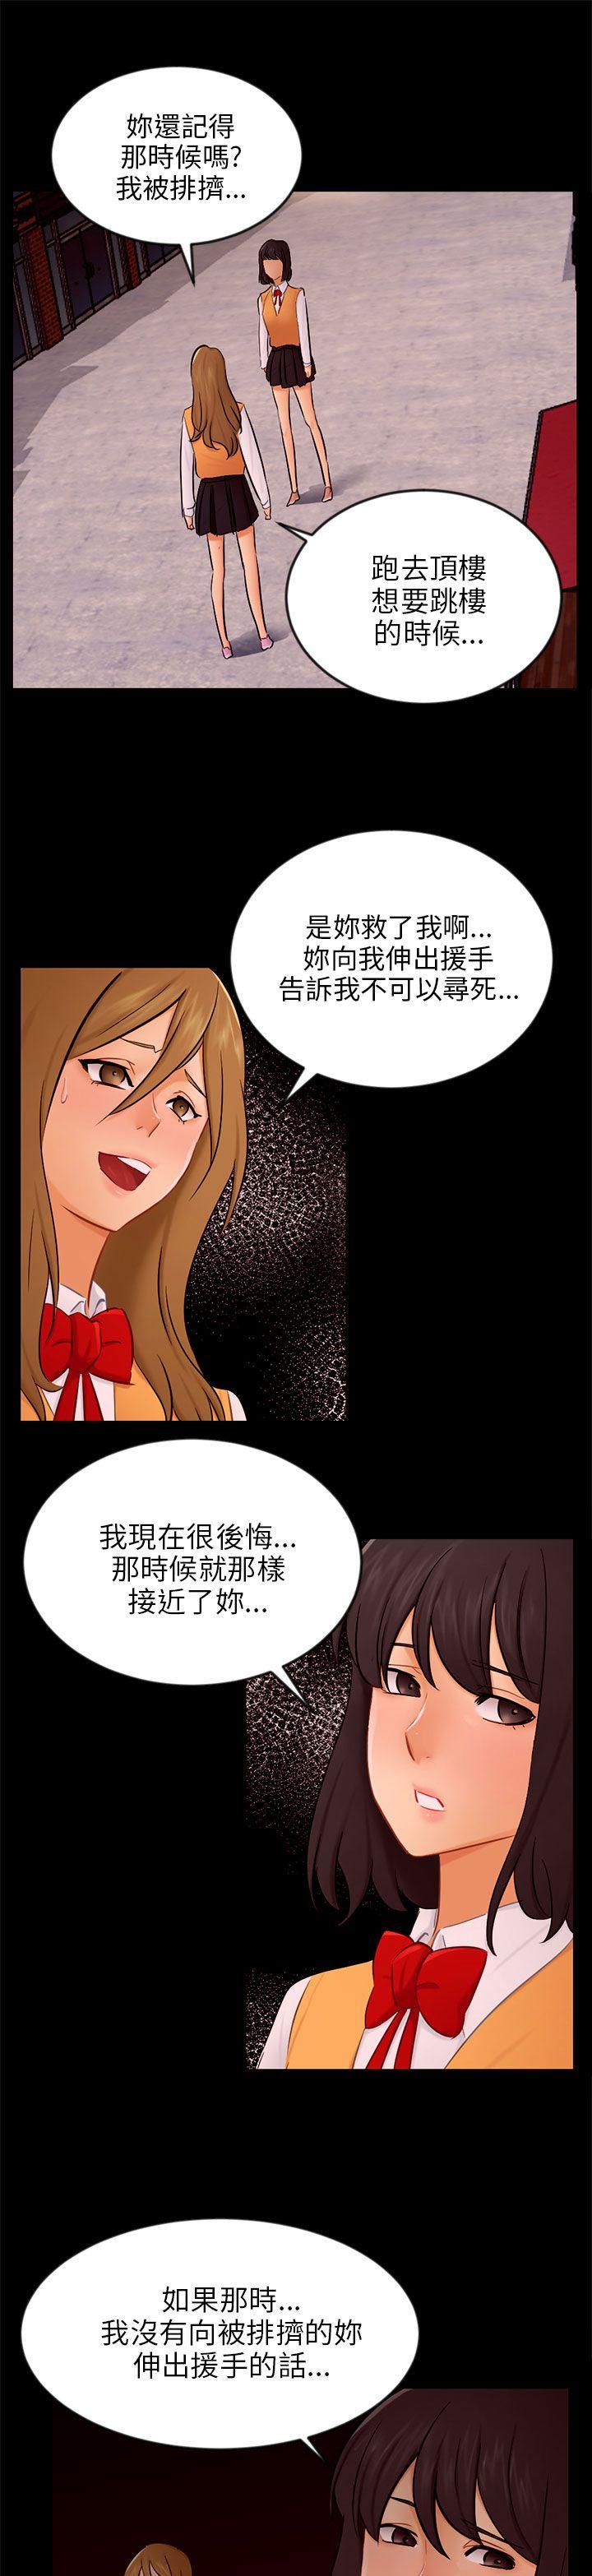 妳還記得
那時候嗎?
我被排擠...
跑去頂樓
想要跳樓
的時候...
是妳救了我啊...
妳向我伸出援手
告訴我不可以尋死...
我現在很後悔...
那時候就那樣
接近了妳...
如果那時...
我沒有向被排擠的妳
伸出援手的話...